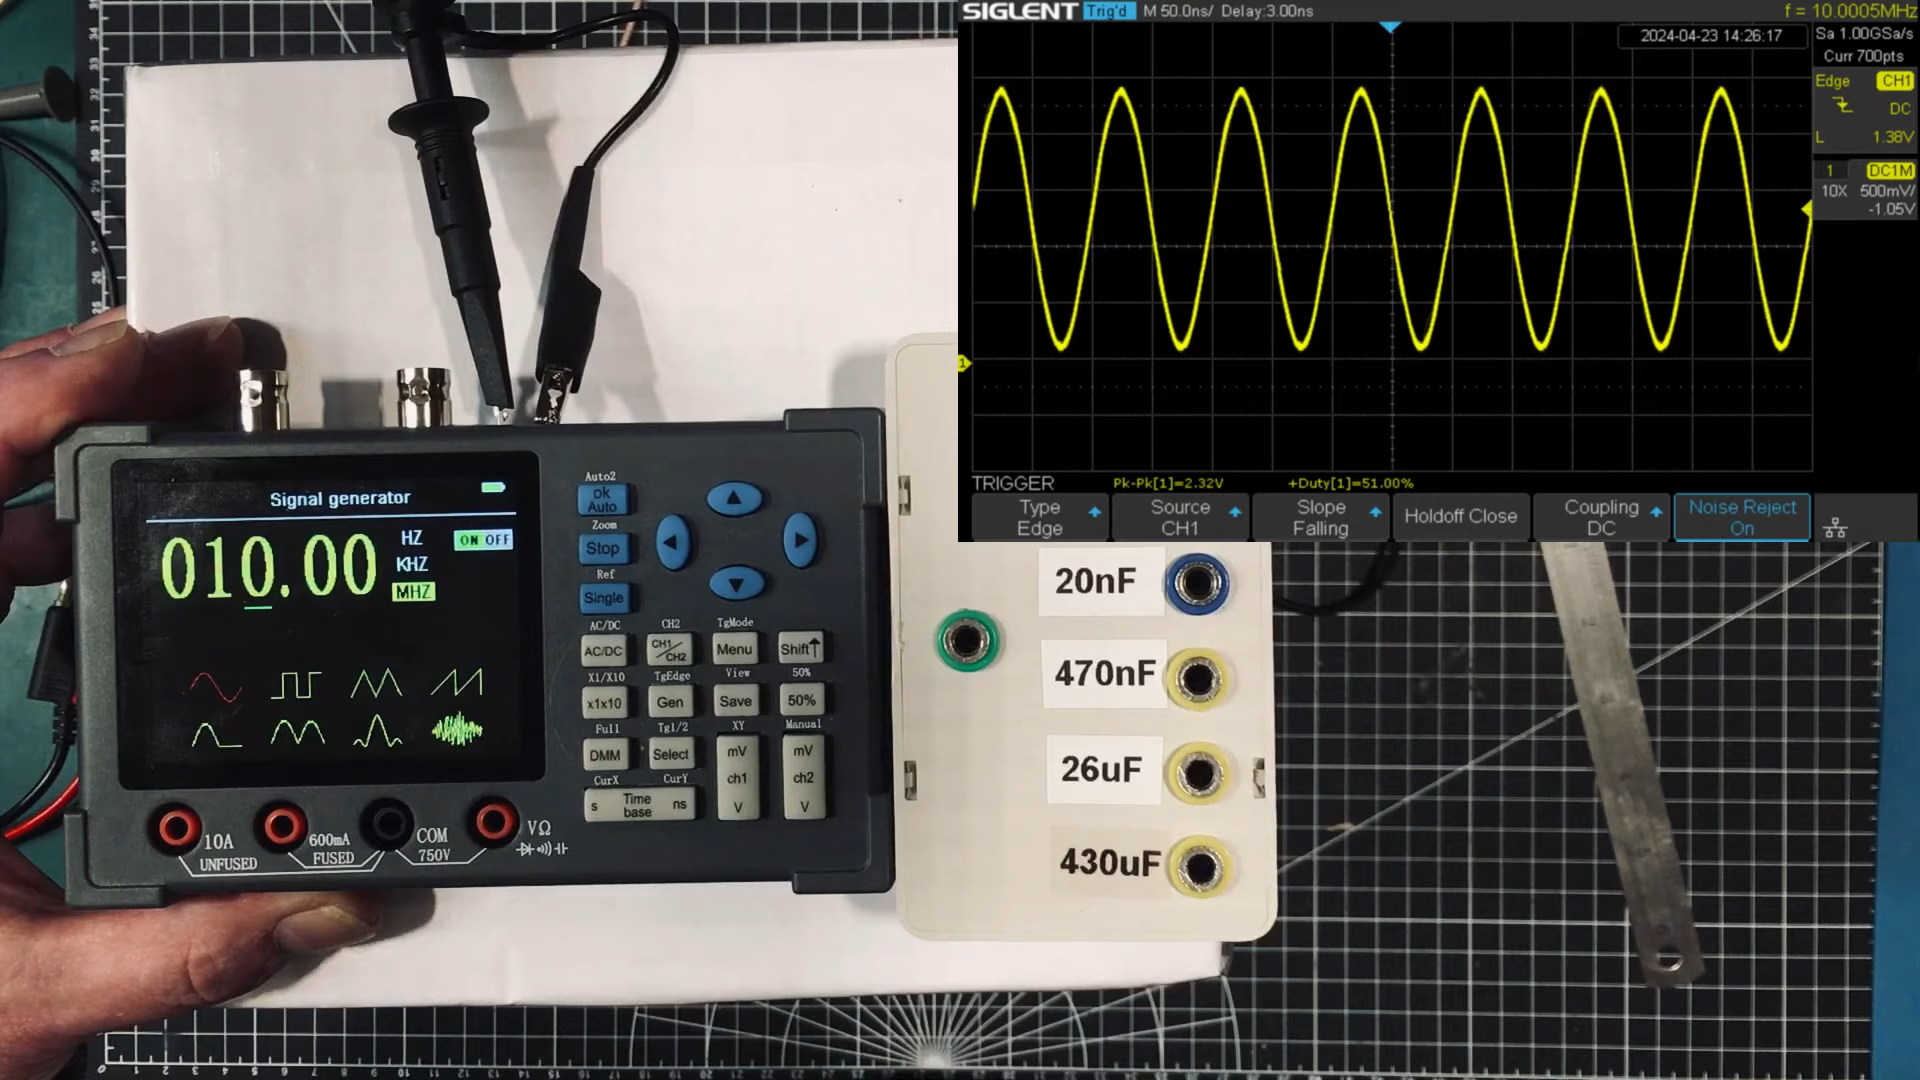 SIGLENT Trig'd M 50.0ns/ Delay:3.00ns f = 10.0005MHz
2024-04-23 14:26:17
Sa 1.00GSa/s
Curr 700pts
Edge CH1
DC
L 1.38V
1 DC1M
10X 500mV/
-1.05V
1
TRIGGER Pk-Pk[1]=2.32V +Duty[1]=51.00%
Type
Edge
Source
CH1
Slope
Falling
Holdoff Close
Coupling
DC
Noise Reject
On
Signal generator
010.00
HZ
KHZ
MHZ
ON OFF
Auto2
ok
Auto
Zoom
Stop
Ref
Single
AC/DC CH2 TgMode
AC/DC CH1/CH2 Menu Shift↑
X1/X10 TgEdge View 50%
x1x10 Gen Save 50%
Full Tg1/2 XY Manual
DMM Select mV ch1 V mV ch2 V
CurX CurY
s Time base ns
10A
UNFUSED
600mA
FUSED
COM
750V
VΩ
20nF
470nF
26uF
430uF